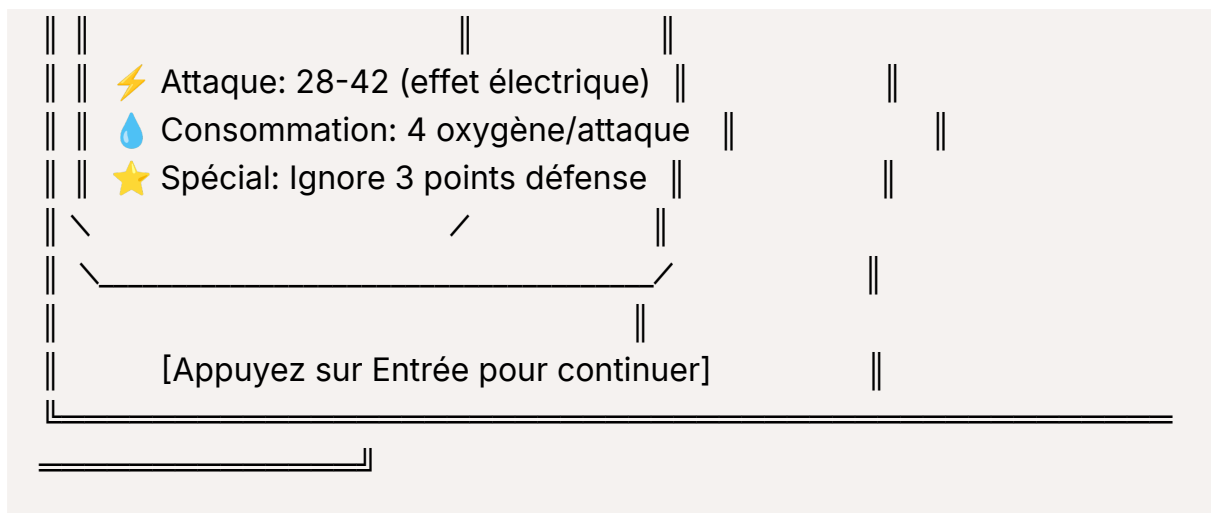 ║ ║ ║ ║
║ ║ ⚡ Attaque: 28-42 (effet électrique) ║ ║
║ ║ 💧 Consommation: 4 oxygène/attaque ║ ║
║ ║ ⭐ Spécial: Ignore 3 points défense ║ ║
║ ╲ ╱ ║
║ ╲___________________________________╱ ║
║ ║
║ [Appuyez sur Entrée pour continuer] ║
╚══════════════════════════════════════════════════
═══════════════╝